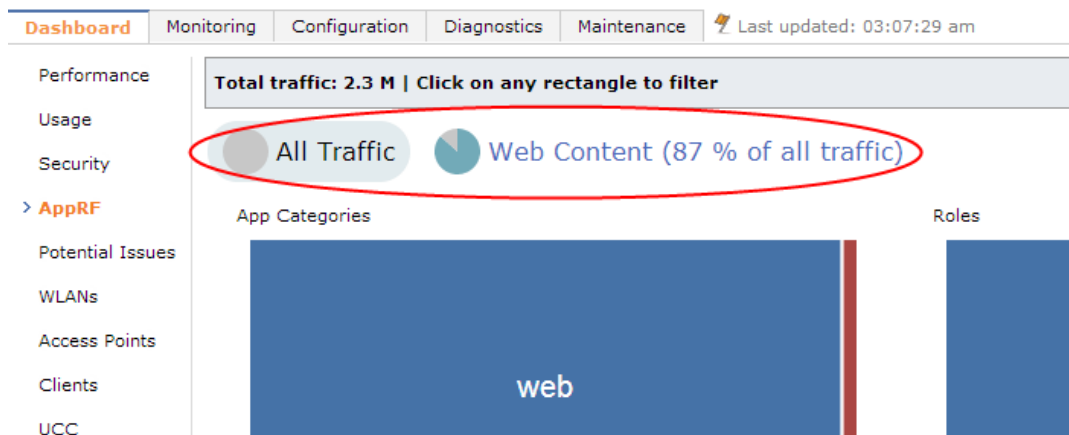 Dashboard Monitoring Configuration Diagnostics Maintenance Last updated: 03:07:29 am
Performance
Usage
Security
> AppRF
Potential Issues
WLANs
Access Points
Clients
UCC
Total traffic: 2.3 M | Click on any rectangle to filter
All Traffic Web Content (87 % of all traffic)
App Categories Roles
web